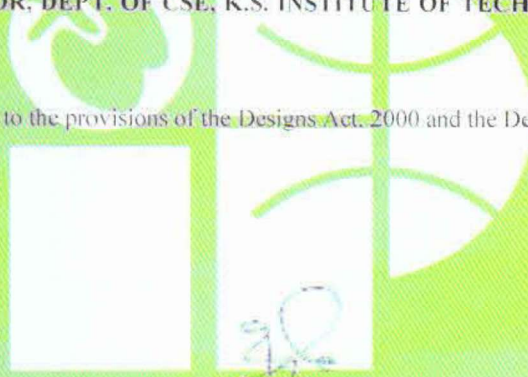 OR, DEPT. OF CSE, K.S. INSTITUTE OF TECH
to the provisions of the Designs Act, 2000 and the De